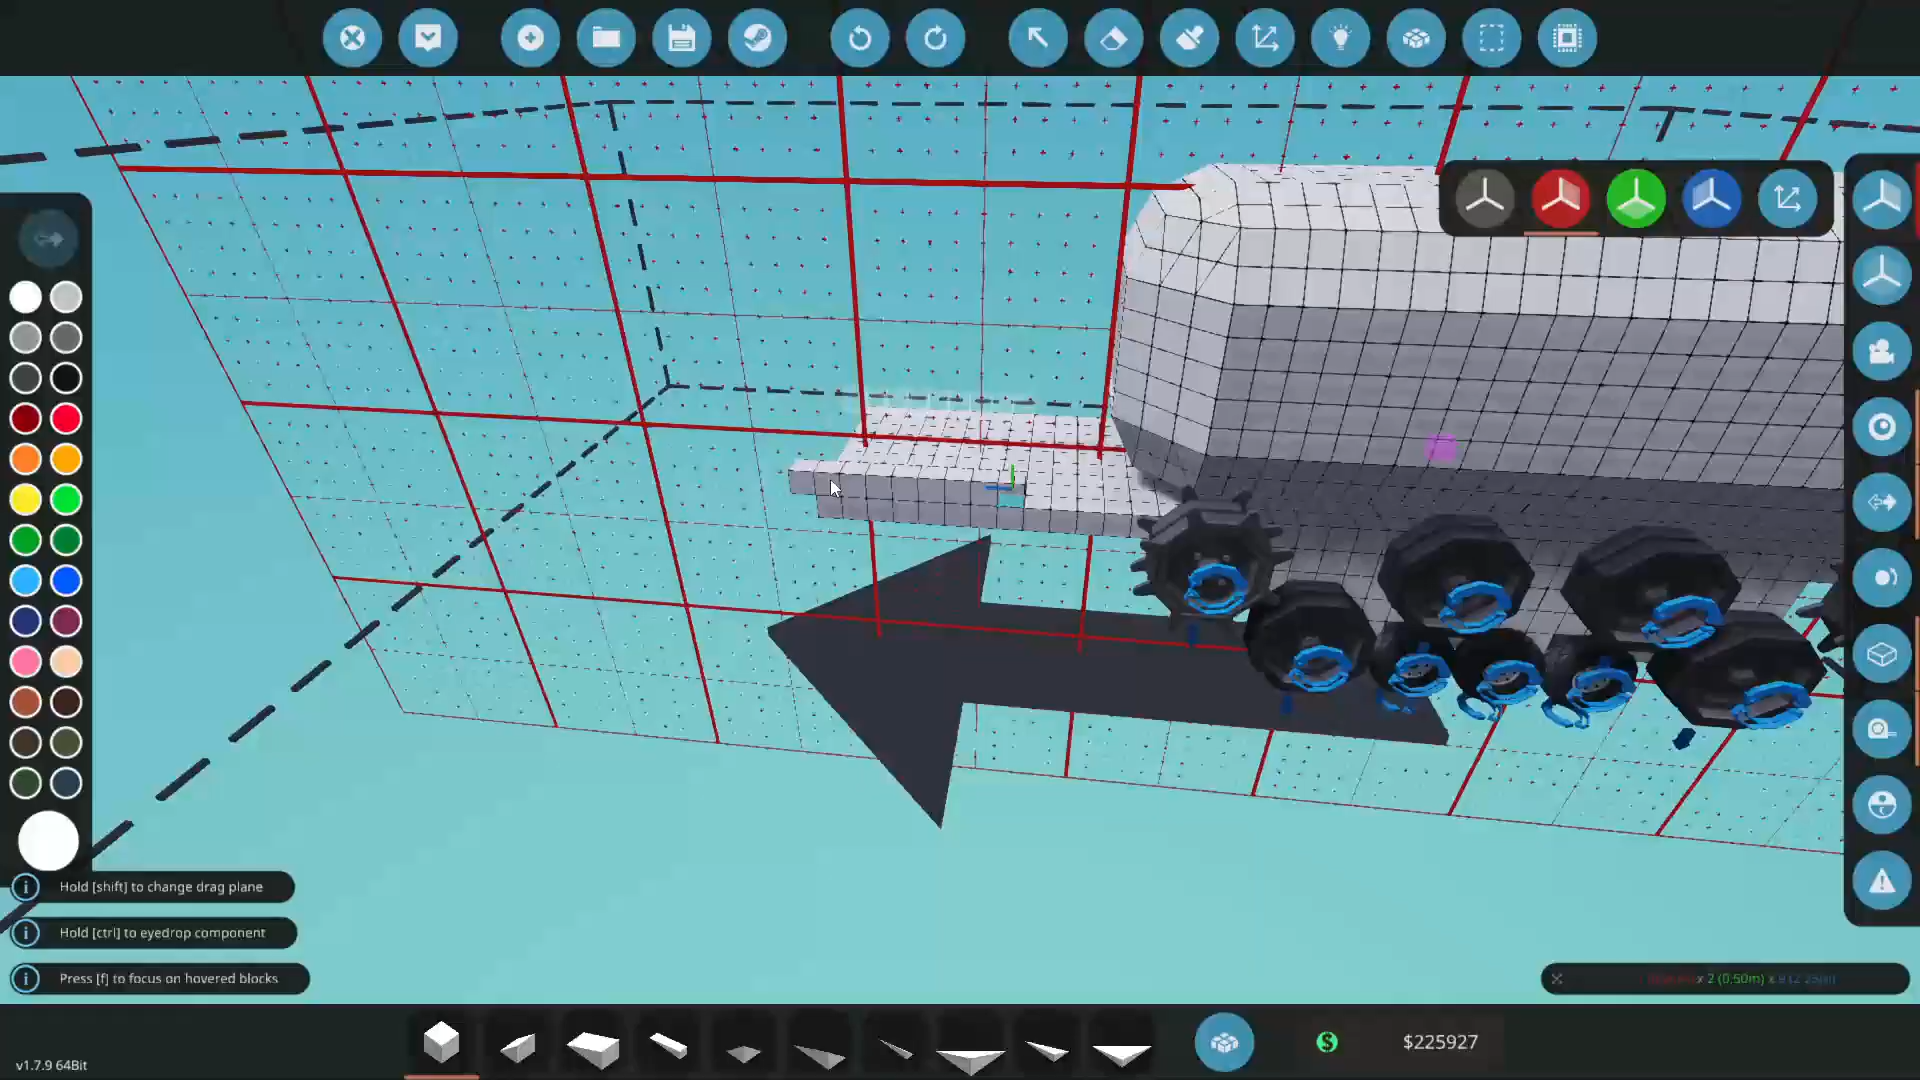 Hold [shift] to change drag plane
Hold [ctrl] to eyedrop component
Press [f] to focus on hovered blocks
x 2 (0.50m) x
$225927
v1.7.9 64Bit